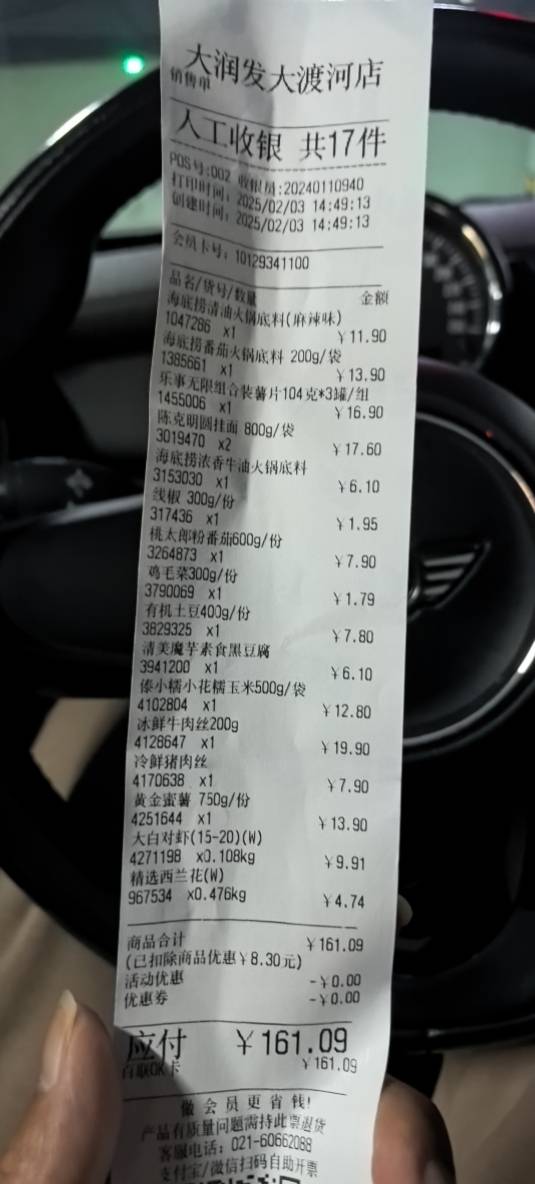 大润发大渡河店
销售单
人工收银 共17件
POS号:002 收银员:20240110940
打印时间: 2025/02/03 14:49:13
创建时间: 2025/02/03 14:49:13
会员卡号: 10129341100
品名/货号/数量 金额
海底捞清油火锅底料(麻辣味)
1047286 x1 ¥11.90
海底捞番茄火锅底料 200g/袋
1385661 x1 ¥13.90
乐事无限组合装薯片104克*3罐/组
1455006 x1 ¥16.90
陈克明圆挂面 800g/袋
3019470 x2 ¥17.60
海底捞浓香牛油火锅底料
3153030 x1 ¥6.10
线椒 300g/份
317436 x1 ¥1.95
桃太郎粉番茄600g/份
3264873 x1 ¥7.90
鸡毛菜300g/份
3790069 x1 ¥1.79
有机土豆400g/份
3829325 x1 ¥7.80
清美魔芋素食黑豆腐
3941200 x1 ¥6.10
傣小糯小花糯玉米500g/袋
4102804 x1 ¥12.80
冰鲜牛肉丝200g
4128647 x1 ¥19.90
冷鲜猪肉丝
4170638 x1 ¥7.90
黄金蜜薯 750g/份
4251644 x1 ¥13.90
大白对虾(15-20)(W)
4271198 x0.108kg ¥9.91
精选西兰花(W)
967534 x0.476kg ¥4.74
商品合计 ¥161.09
(已扣除商品优惠¥8.30元)
活动优惠 -¥0.00
优惠券 -¥0.00
应付 ¥161.09
百联OK卡 ¥161.09
做会员更省钱!
产品有质量问题需持此票退货
客服电话: 021-60662088
支付宝/微信扫码自助开票